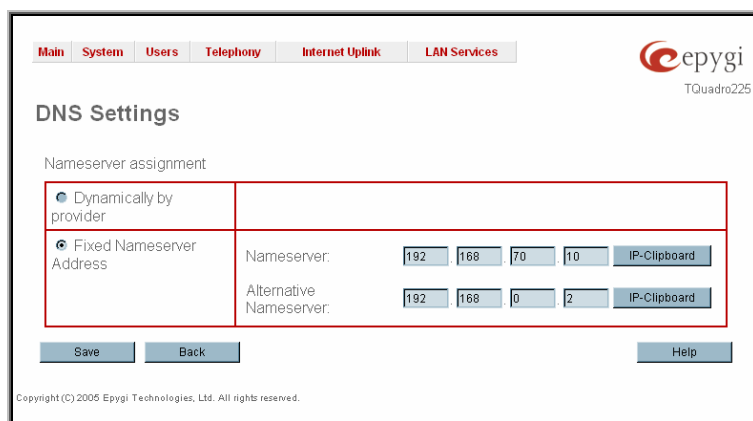 Main System Users Telephony Internet Uplink LAN Services
epygi
TQuadro225
DNS Settings
Nameserver assignment
Dynamically by
provider
Fixed Nameserver
Address
Nameserver: 192 . 168 . 70 . 10 IP-Clipboard
Alternative
Nameserver: 192 . 168 . 0 . 2 IP-Clipboard
Save Back Help
Copyright (C) 2005 Epygi Technologies, Ltd. All rights reserved.